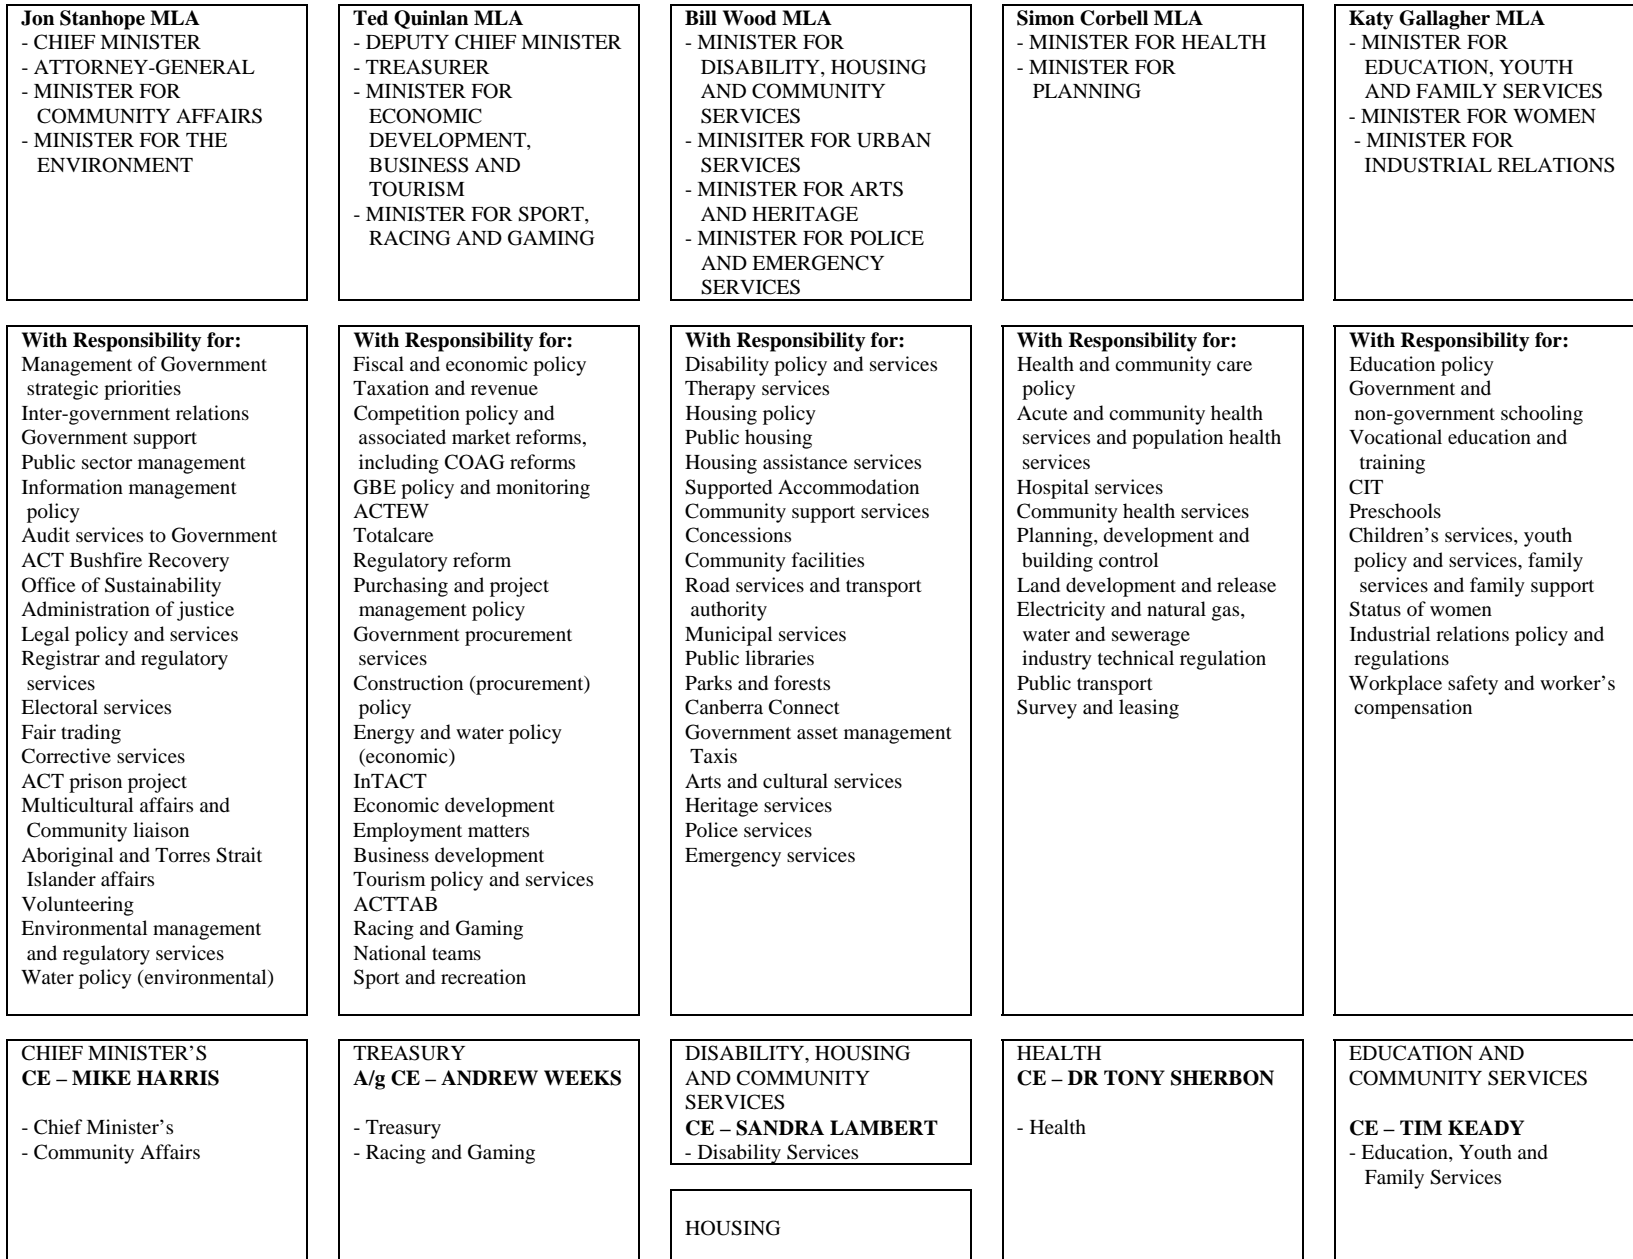 Jon Stanhope MLA
- CHIEF MINISTER
- ATTORNEY-GENERAL
- MINISTER FOR
COMMUNITY AFFAIRS
- MINISTER FOR THE
ENVIRONMENT
Ted Quinlan MLA
- DEPUTY CHIEF MINISTER
- TREASURER
- MINISTER FOR
ECONOMIC
DEVELOPMENT,
BUSINESS AND
TOURISM
- MINISTER FOR SPORT,
RACING AND GAMING
Bill Wood MLA
- MINISTER FOR
DISABILITY, HOUSING
AND COMMUNITY
SERVICES
- MINISITER FOR URBAN
SERVICES
- MINISTER FOR ARTS
AND HERITAGE
- MINISTER FOR POLICE
AND EMERGENCY
SERVICES
Simon Corbell MLA
- MINISTER FOR HEALTH
- MINISTER FOR
PLANNING
Katy Gallagher MLA
- MINISTER FOR
EDUCATION, YOUTH
AND FAMILY SERVICES
- MINISTER FOR WOMEN
- MINISTER FOR
INDUSTRIAL RELATIONS
With Responsibility for:
Management of Government
strategic priorities
Inter-government relations
Government support
Public sector management
Information management
policy
Audit services to Government
ACT Bushfire Recovery
Office of Sustainability
Administration of justice
Legal policy and services
Registrar and regulatory
services
Electoral services
Fair trading
Corrective services
ACT prison project
Multicultural affairs and
Community liaison
Aboriginal and Torres Strait
Islander affairs
Volunteering
Environmental management
and regulatory services
Water policy (environmental)
With Responsibility for:
Fiscal and economic policy
Taxation and revenue
Competition policy and
associated market reforms,
including COAG reforms
GBE policy and monitoring
ACTEW
Totalcare
Regulatory reform
Purchasing and project
management policy
Government procurement
services
Construction (procurement)
policy
Energy and water policy
(economic)
InTACT
Economic development
Employment matters
Business development
Tourism policy and services
ACTTAB
Racing and Gaming
National teams
Sport and recreation
With Responsibility for:
Disability policy and services
Therapy services
Housing policy
Public housing
Housing assistance services
Supported Accommodation
Community support services
Concessions
Community facilities
Road services and transport
authority
Municipal services
Public libraries
Parks and forests
Canberra Connect
Government asset management
Taxis
Arts and cultural services
Heritage services
Police services
Emergency services
With Responsibility for:
Health and community care
policy
Acute and community health
services and population health
services
Hospital services
Community health services
Planning, development and
building control
Land development and release
Electricity and natural gas,
water and sewerage
industry technical regulation
Public transport
Survey and leasing
With Responsibility for:
Education policy
Government and
non-government schooling
Vocational education and
training
CIT
Preschools
Children’s services, youth
policy and services, family
services and family support
Status of women
Industrial relations policy and
regulations
Workplace safety and worker’s
compensation
CHIEF MINISTER’S
CE – MIKE HARRIS
- Chief Minister’s
- Community Affairs
TREASURY
A/g CE – ANDREW WEEKS
- Treasury
- Racing and Gaming
DISABILITY, HOUSING
AND COMMUNITY
SERVICES
CE – SANDRA LAMBERT
- Disability Services
HOUSING
HEALTH
CE – DR TONY SHERBON
- Health
EDUCATION AND
COMMUNITY SERVICES
CE – TIM KEADY
- Education, Youth and
Family Services